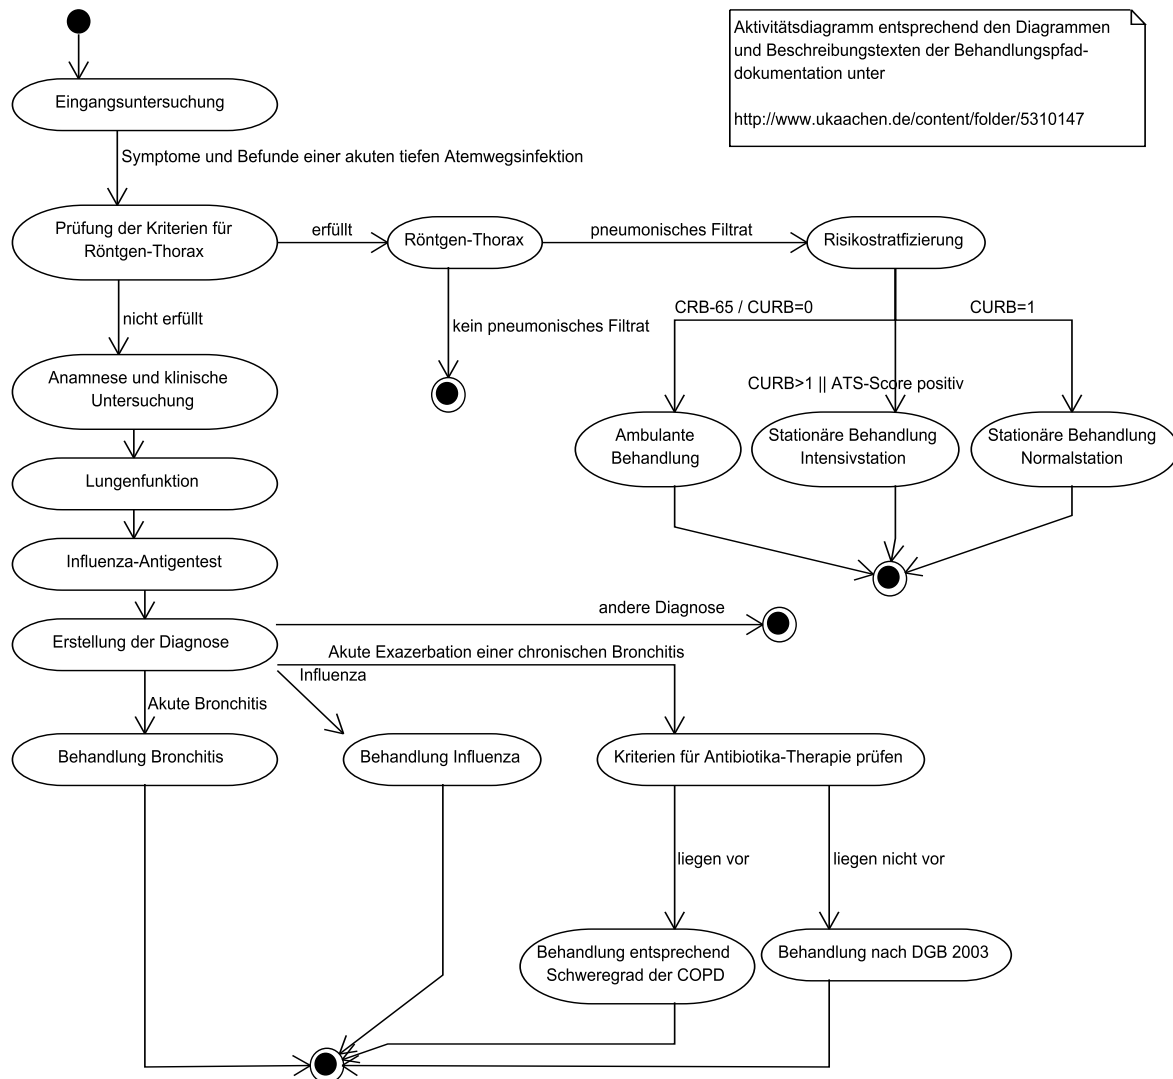 Aktivitätsdiagramm entsprechend den Diagrammen
und Beschreibungstexten der Behandlungspfad-
dokumentation unter
http://www.ukaachen.de/content/folder/5310147
Eingangsuntersuchung
Symptome und Befunde einer akuten tiefen Atemwegsinfektion
Prüfung der Kriterien für
Röntgen-Thorax
erfüllt
Röntgen-Thorax
pneumonisches Filtrat
Risikostratfizierung
nicht erfüllt
kein pneumonisches Filtrat
CRB-65 / CURB=0
CURB=1
CURB>1 || ATS-Score positiv
Anamnese und klinische
Untersuchung
Ambulante
Behandlung
Stationäre Behandlung
Intensivstation
Stationäre Behandlung
Normalstation
Lungenfunktion
Influenza-Antigentest
Erstellung der Diagnose
andere Diagnose
Akute Exazerbation einer chronischen Bronchitis
Influenza
Akute Bronchitis
Behandlung Bronchitis
Behandlung Influenza
Kriterien für Antibiotika-Therapie prüfen
liegen vor
liegen nicht vor
Behandlung entsprechend
Schweregrad der COPD
Behandlung nach DGB 2003